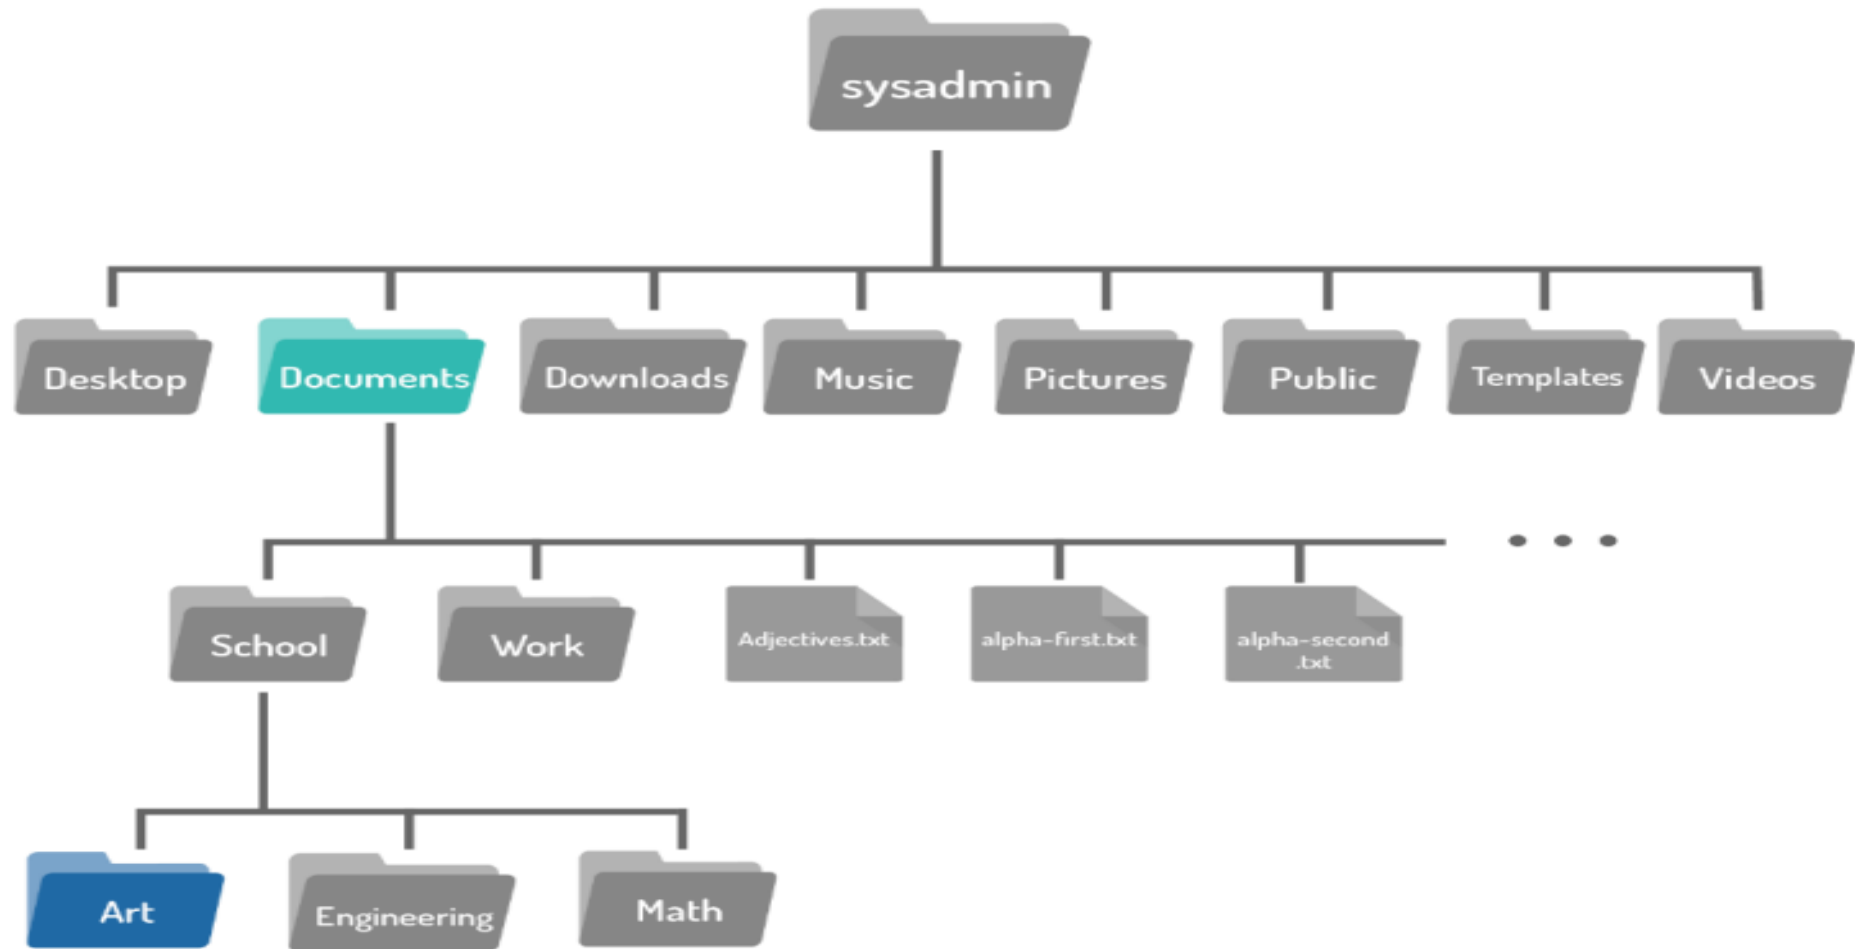 sysadmin
Desktop
Documents
Downloads
Music
Pictures
Public
Templates
Videos
School
Work
Adjectives.txt
alpha-first.txt
alpha-second
.txt
Art
Engineering
Math